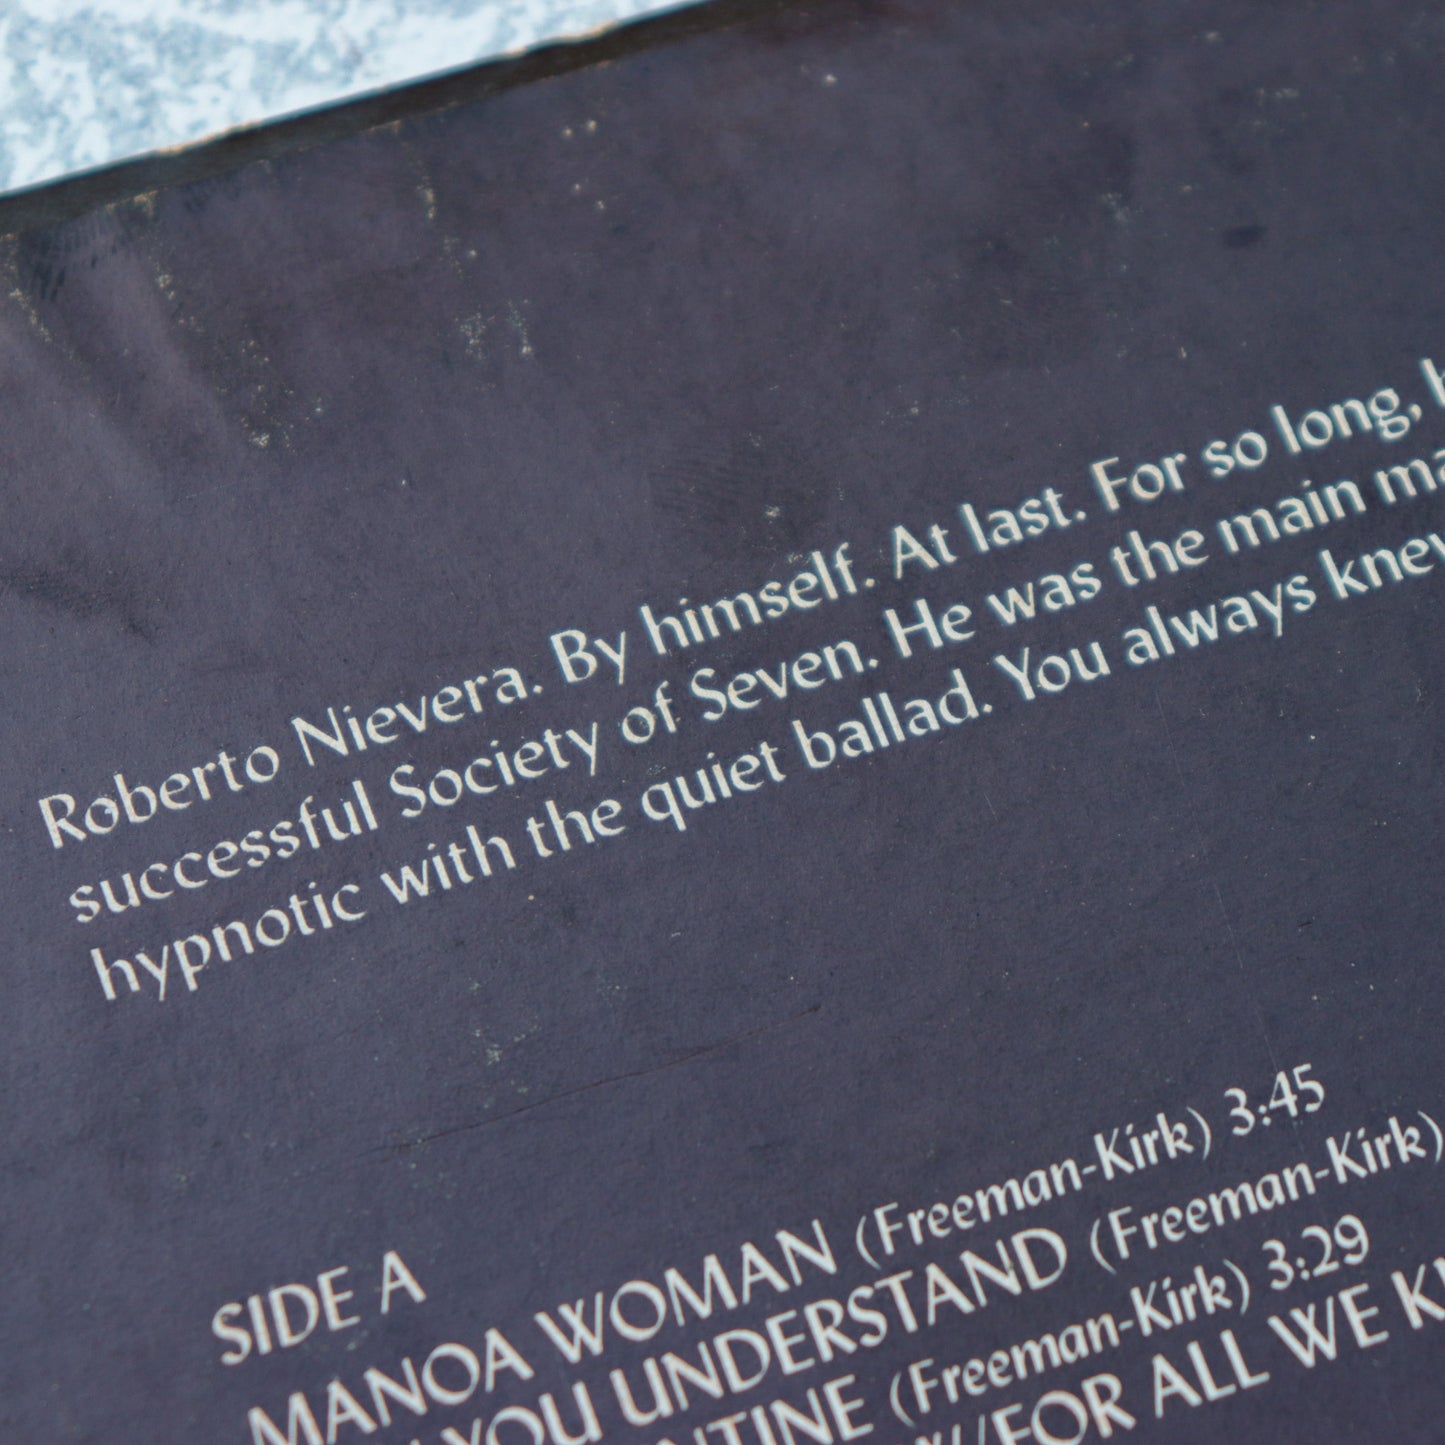 Roberto Nievera. By himself. At last. For so long,
successful Society of Seven. He was the main
hypnotic with the quiet ballad. You always
SIDE A
MANOA WOMAN (Freeman-Kirk) 3:45
YOU UNDERSTAND (Freeman-Kirk)
(Freeman-Kirk) 3:29
/FOR ALL WE